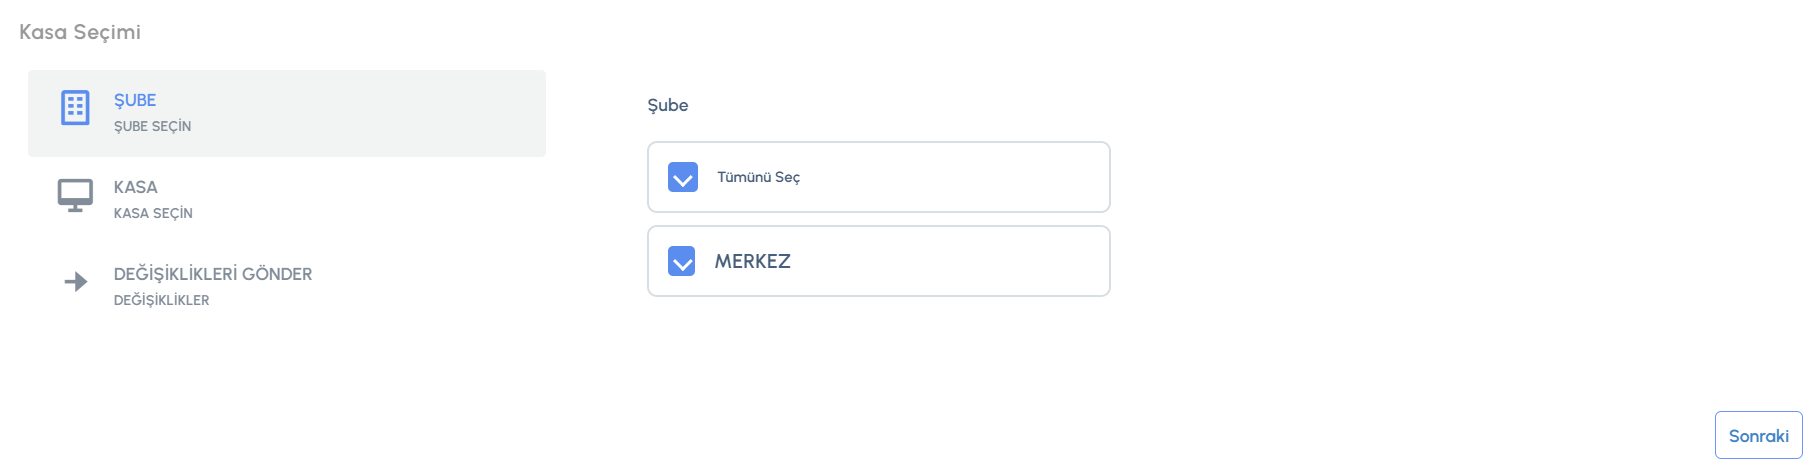 Kasa Seçimi
ŞUBE
ŞUBE SEÇİN
KASA
KASA SEÇİN
DEĞİŞİKLİKLERİ GÖNDER
DEĞİŞİKLİKLER
Şube
Tümünü Seç
MERKEZ
Sonraki